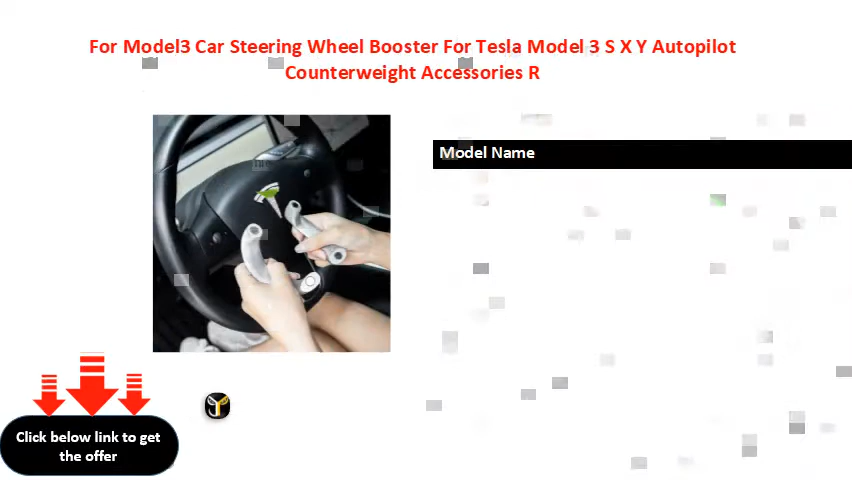 For Model3 Car Steering Wheel Booster For Tesla Model 3 S X Y Autopilot
Counterweight Accessories R
Model Name
Click below link to get
the offer